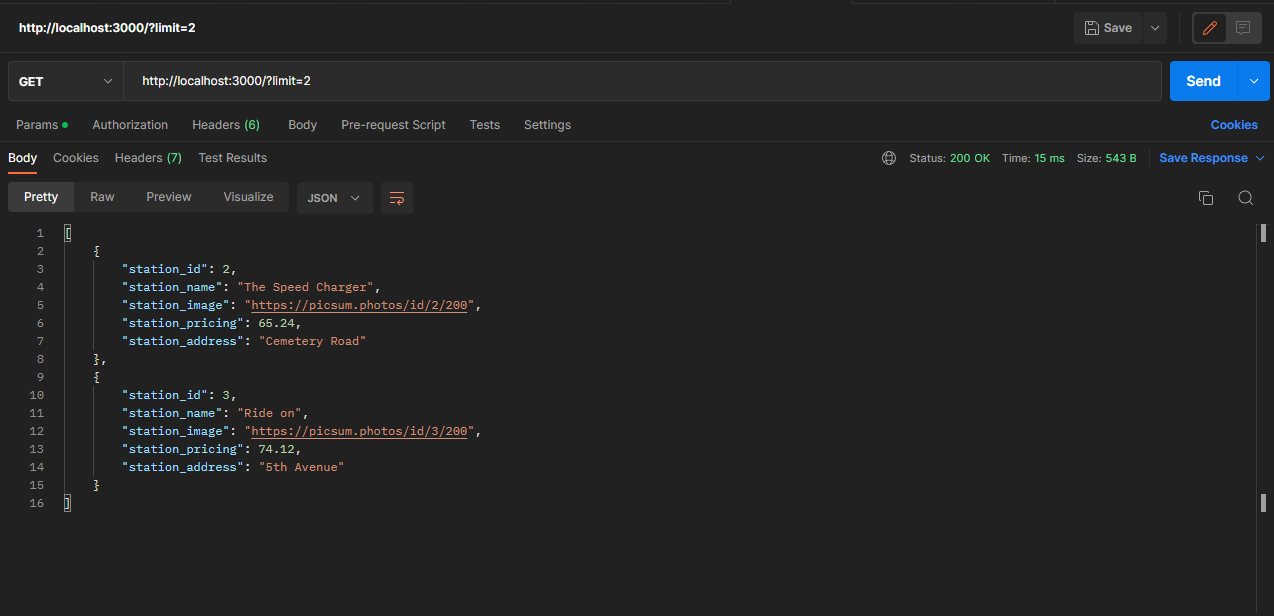 http://localhost:3000/?limit=2
Save
GET
http://localhost:3000/?limit=2
Send
Params
Authorization
Headers (6)
Body
Pre-request Script
Tests
Settings
Cookies
Body
Cookies
Headers (7)
Test Results
Status: 200 OK
Time: 15 ms
Size: 543 B
Save Response
Pretty
Raw
Preview
Visualize
JSON
1 [
2 {
3 "station_id": 2,
4 "station_name": "The Speed Charger",
5 "station_image": "https://picsum.photos/id/2/200",
6 "station_pricing": 65.24,
7 "station_address": "Cemetery Road"
8 },
9 {
10 "station_id": 3,
11 "station_name": "Ride on",
12 "station_image": "https://picsum.photos/id/3/200",
13 "station_pricing": 74.12,
14 "station_address": "5th Avenue"
15 }
16 ]